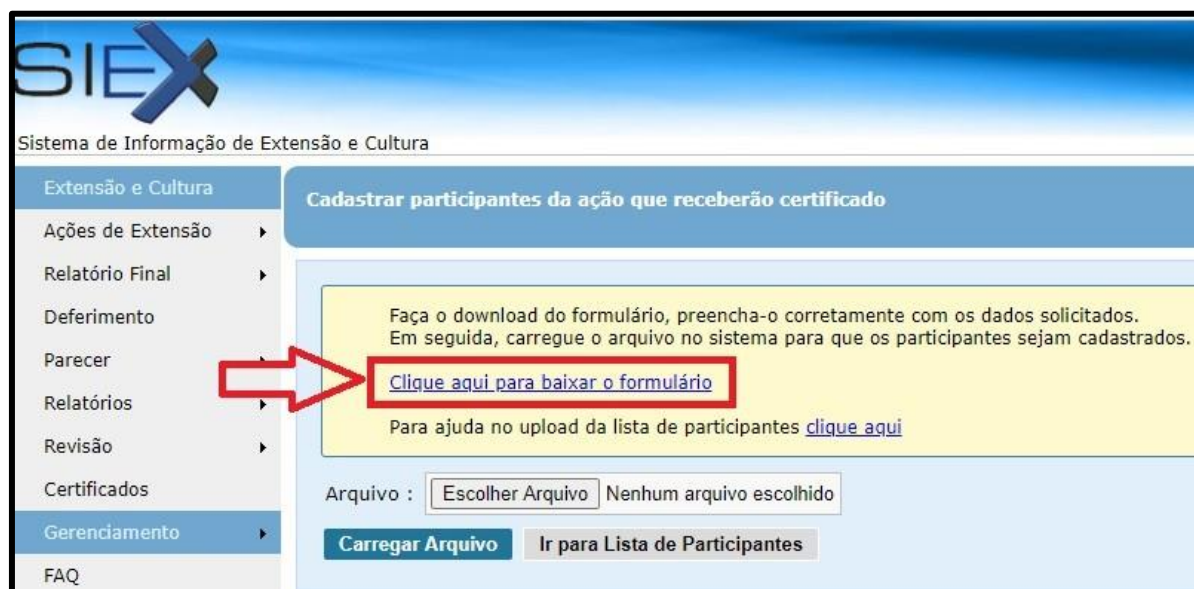 SIEX
Sistema de Informação de Extensão e Cultura
Extensão e Cultura
Ações de Extensão
Relatório Final
Deferimento
Parecer
Relatórios
Revisão
Certificados
Gerenciamento
FAQ
Cadastrar participantes da ação que receberão certificado
Faça o download do formulário, preencha-o corretamente com os dados solicitados.
Em seguida, carregue o arquivo no sistema para que os participantes sejam cadastrados.
Clique aqui para baixar o formulário
Para ajuda no upload da lista de participantes clique aqui
Arquivo : Escolher Arquivo Nenhum arquivo escolhido
Carregar Arquivo Ir para Lista de Participantes